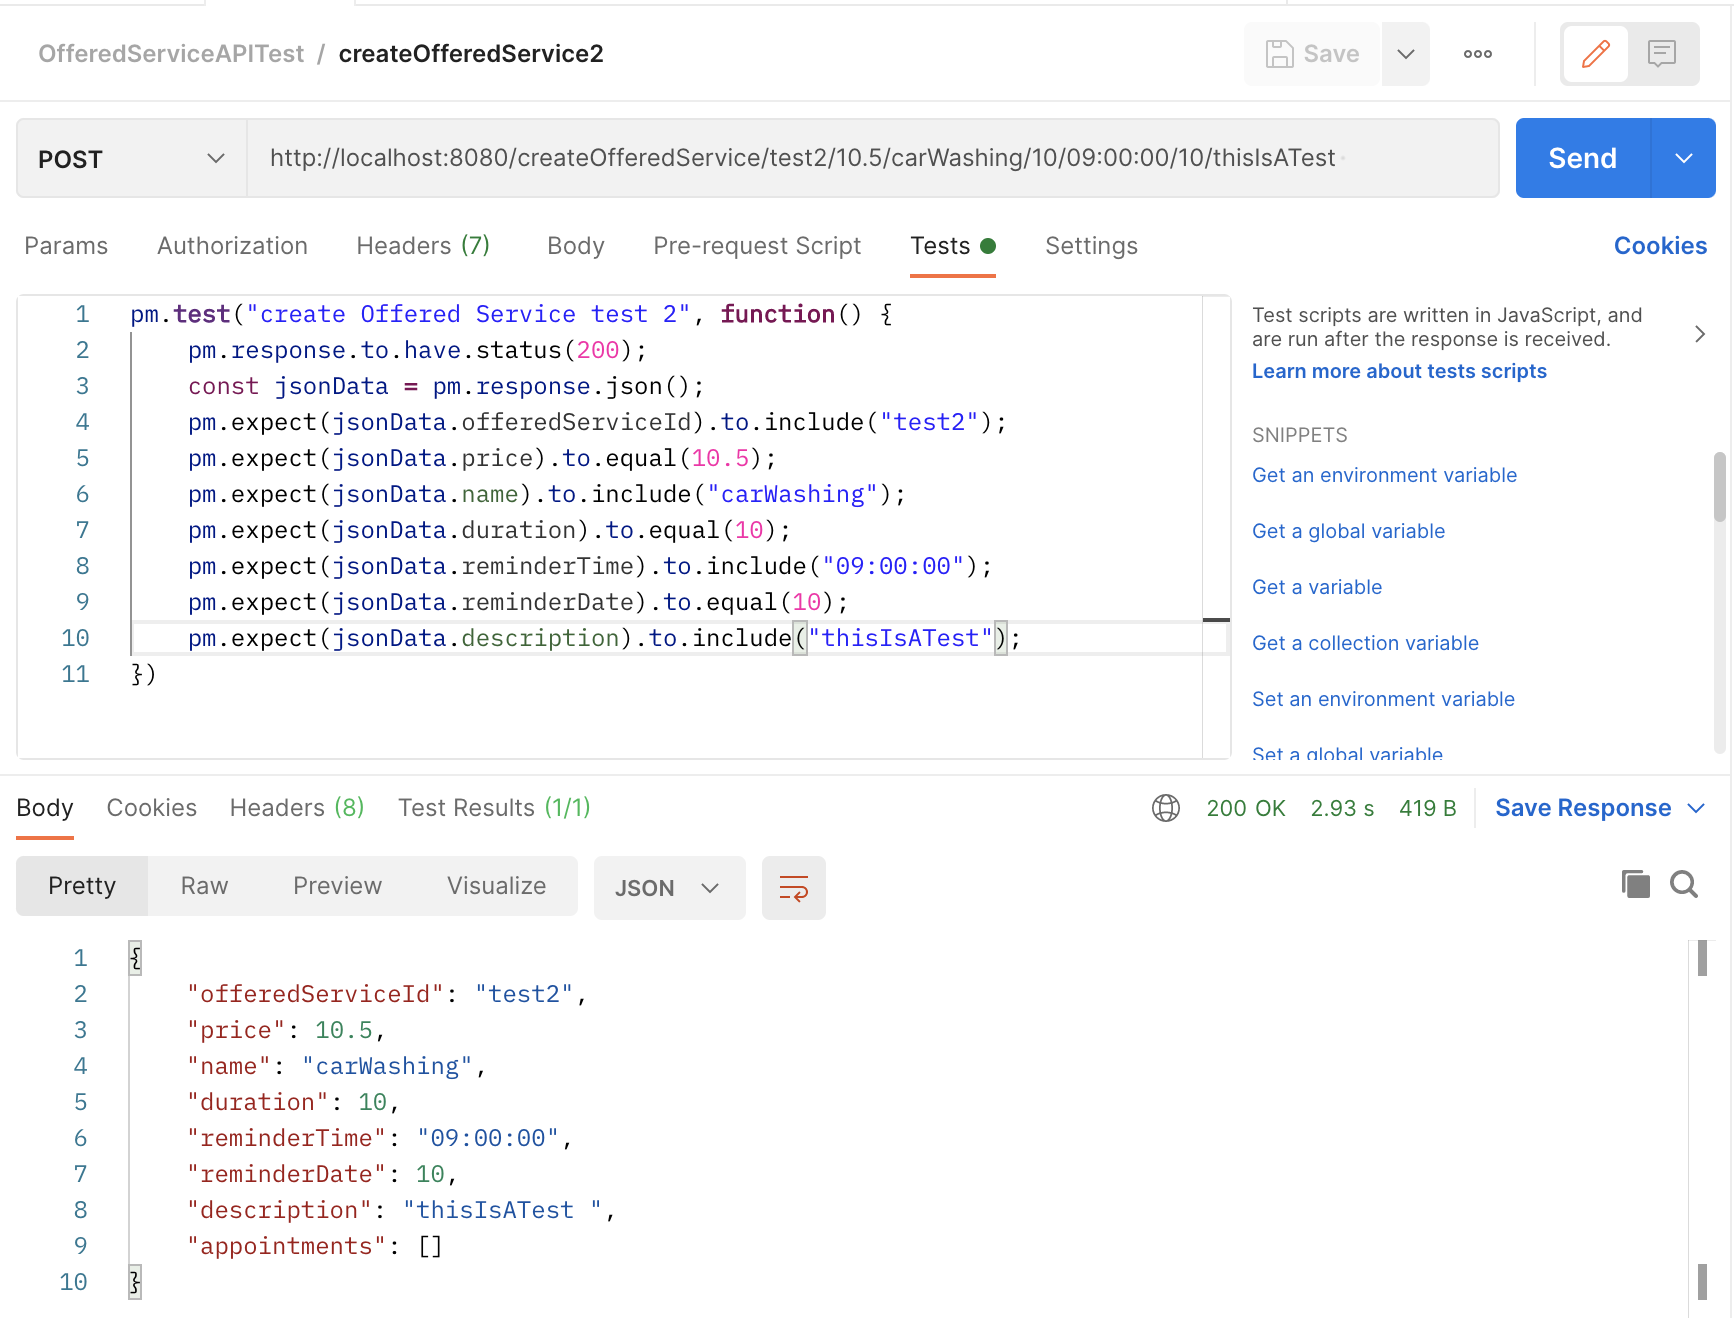 OfferedServiceAPITest / createOfferedService2
Save
POST
http://localhost:8080/createOfferedService/test2/10.5/carWashing/10/09:00:00/10/thisIsATest
Send
Params Authorization Headers (7) Body Pre-request Script Tests Settings Cookies
1 pm.test("create Offered Service test 2", function() {
2 pm.response.to.have.status(200);
3 const jsonData = pm.response.json();
4 pm.expect(jsonData.offeredServiceId).to.include("test2");
5 pm.expect(jsonData.price).to.equal(10.5);
6 pm.expect(jsonData.name).to.include("carWashing");
7 pm.expect(jsonData.duration).to.equal(10);
8 pm.expect(jsonData.reminderTime).to.include("09:00:00");
9 pm.expect(jsonData.reminderDate).to.equal(10);
10 pm.expect(jsonData.description).to.include("thisIsATest");
11 })
Test scripts are written in JavaScript, and
are run after the response is received.
Learn more about tests scripts
SNIPPETS
Get an environment variable
Get a global variable
Get a variable
Get a collection variable
Set an environment variable
Set a global variable
Body Cookies Headers (8) Test Results (1/1)
200 OK 2.93 s 419 B Save Response
Pretty Raw Preview Visualize JSON
1 {
2 "offeredServiceId": "test2",
3 "price": 10.5,
4 "name": "carWashing",
5 "duration": 10,
6 "reminderTime": "09:00:00",
7 "reminderDate": 10,
8 "description": "thisIsATest ",
9 "appointments": []
10 }